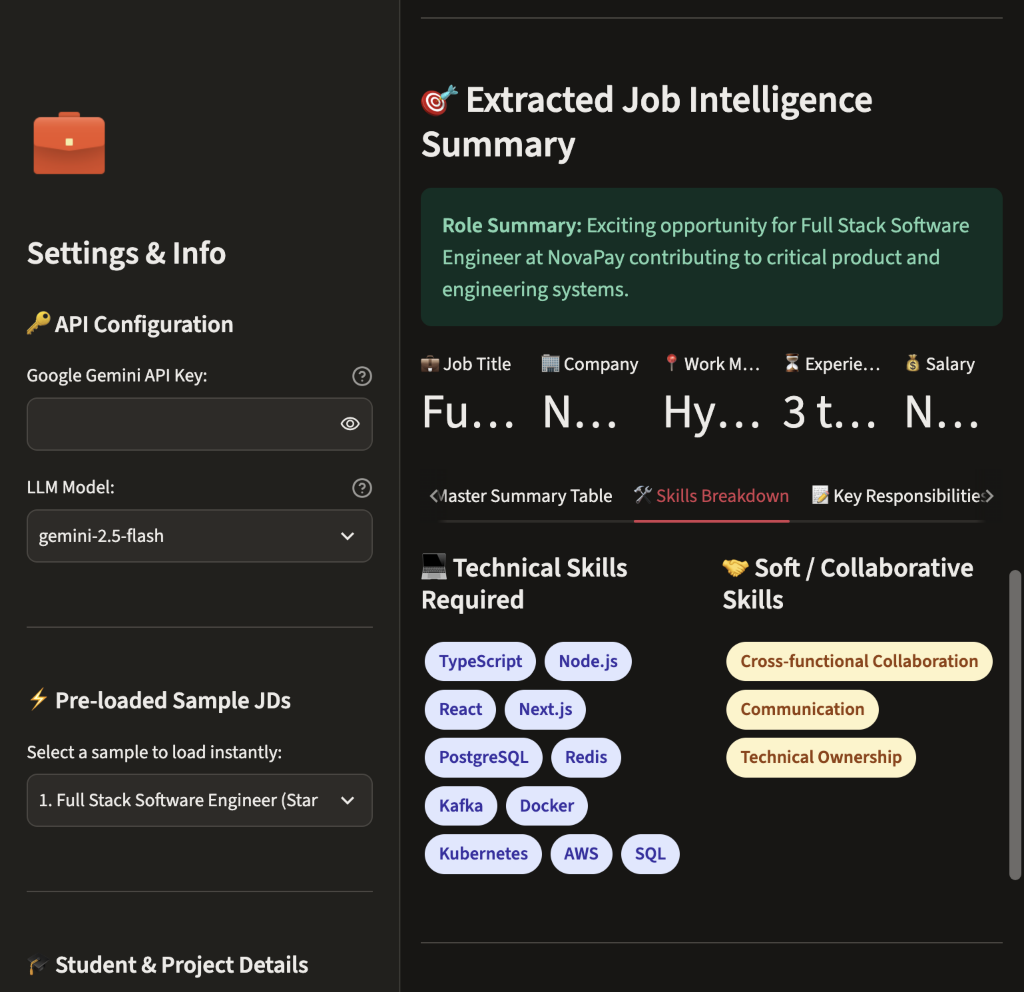 Settings & Info
API Configuration
Google Gemini API Key:
LLM Model:
gemini-2.5-flash
Pre-loaded Sample JDs
Select a sample to load instantly:
1. Full Stack Software Engineer (Star
Student & Project Details
Extracted Job Intelligence
Summary
Role Summary: Exciting opportunity for Full Stack Software
Engineer at NovaPay contributing to critical product and
engineering systems.
Job Title
Company
Work M…
Experie…
Salary
Fu…
N…
Hy…
3 t…
N…
Master Summary Table
Skills Breakdown
Key Responsibilitie
Technical Skills
Required
TypeScript
Node.js
React
Next.js
PostgreSQL
Redis
Kafka
Docker
Kubernetes
AWS
SQL
Soft / Collaborative
Skills
Cross-functional Collaboration
Communication
Technical Ownership